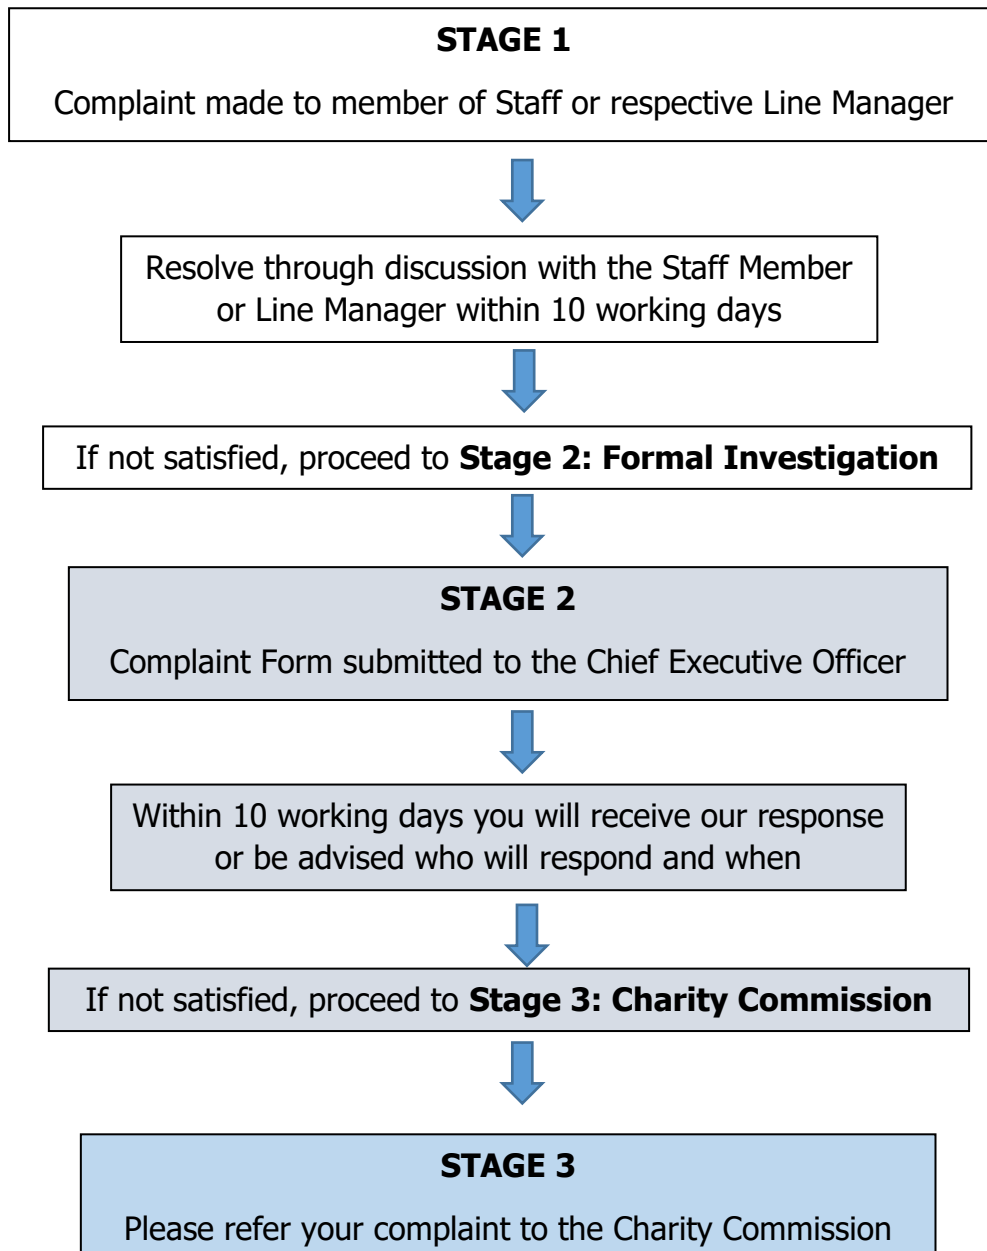 STAGE 1
Complaint made to member of Staff or respective Line Manager
Resolve through discussion with the Staff Member
or Line Manager within 10 working days
If not satisfied, proceed to Stage 2: Formal Investigation
STAGE 2
Complaint Form submitted to the Chief Executive Officer
Within 10 working days you will receive our response
or be advised who will respond and when
If not satisfied, proceed to Stage 3: Charity Commission
STAGE 3
Please refer your complaint to the Charity Commission